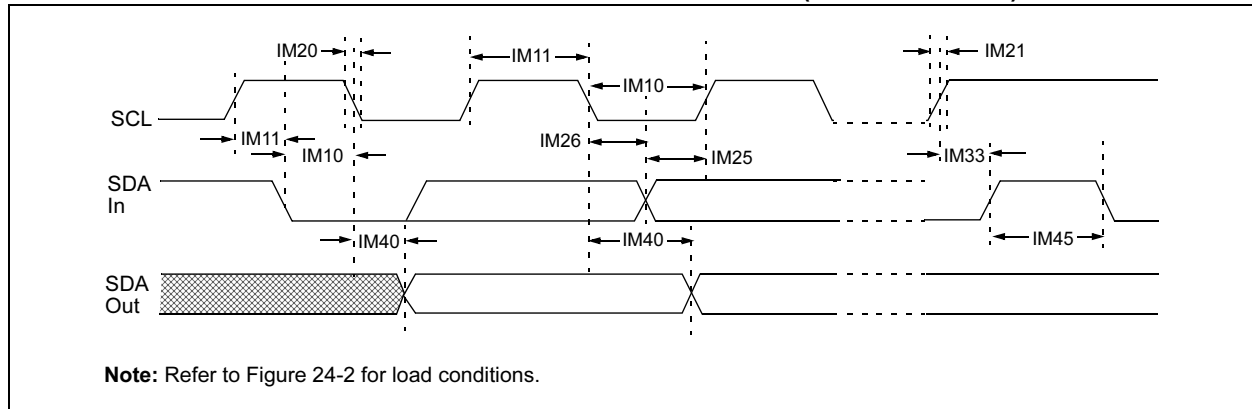 IM20
IM11
IM21
IM10
SCL
IM11
IM10
IM26
IM25
IM33
SDA
In
IM40
IM40
IM45
SDA
Out
Note: Refer to Figure 24-2 for load conditions.